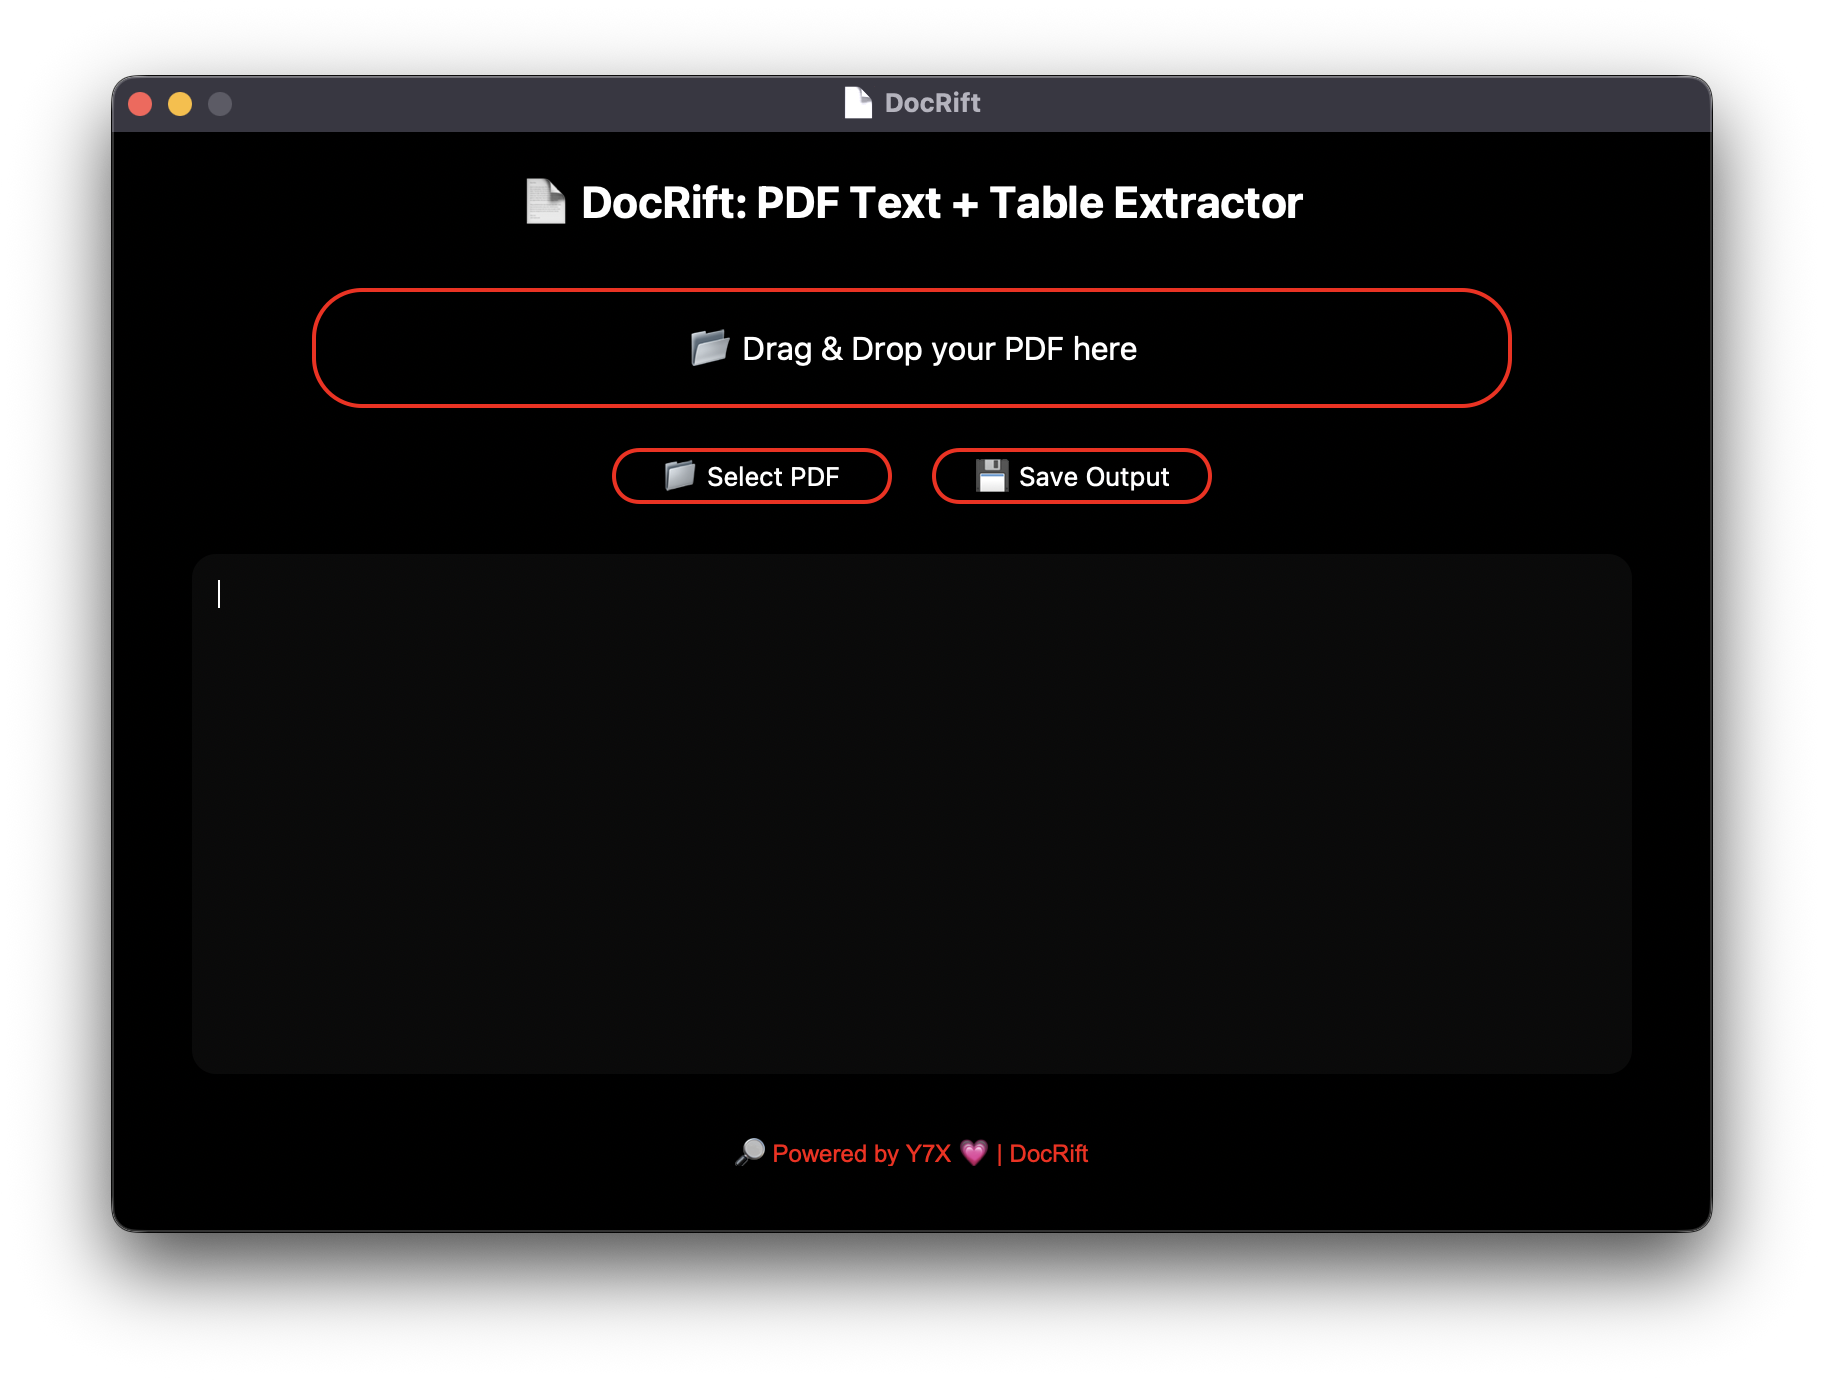 DocRift
DocRift: PDF Text + Table Extractor
Drag & Drop your PDF here
Select PDF
Save Output
Powered by Y7X 💗 | DocRift